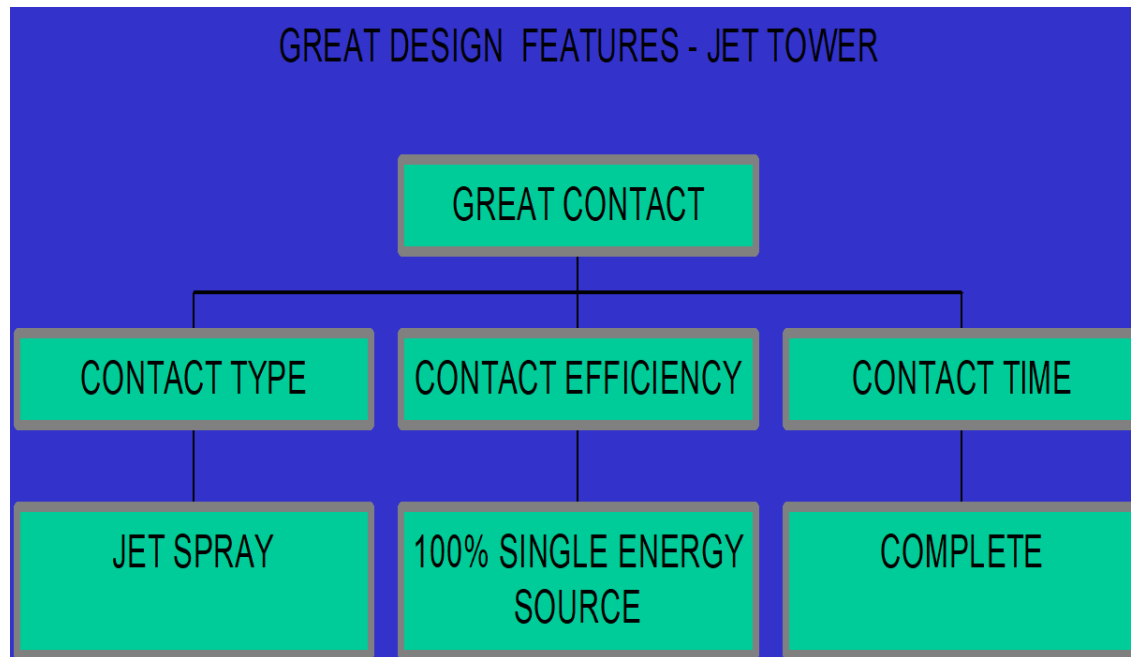 GREAT DESIGN FEATURES - JET TOWER
GREAT CONTACT
CONTACT TYPE
CONTACT EFFICIENCY
CONTACT TIME
JET SPRAY
100% SINGLE ENERGY
SOURCE
COMPLETE